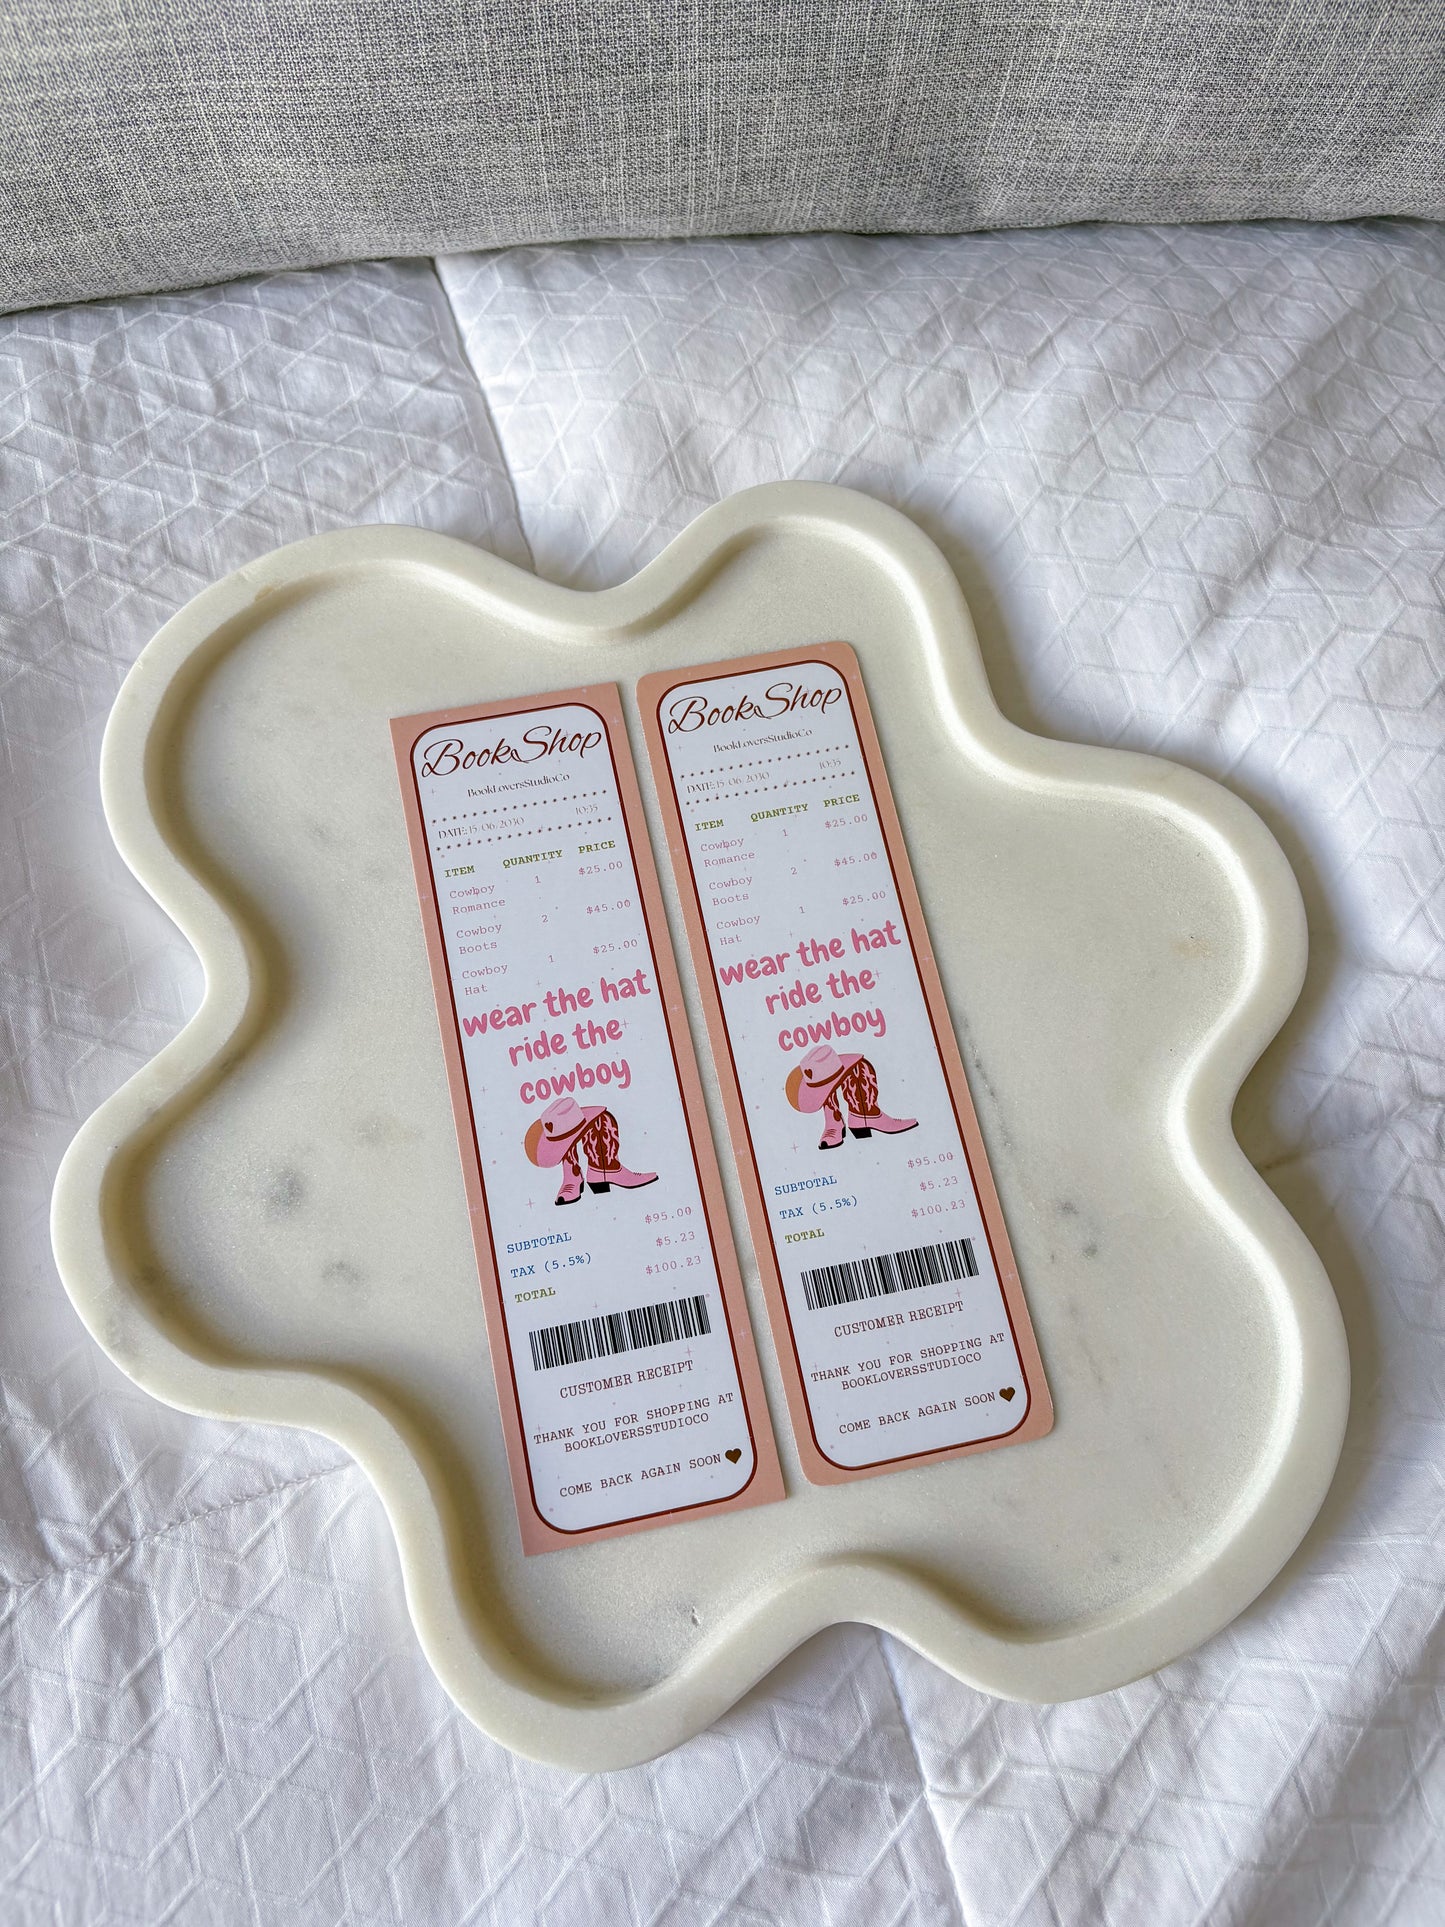 BookShop
BookLoversStudioCo
DATE:15/06/2030 10:35
ITEM QUANTITY PRICE
Cowboy Romance 1 $25.00
Cowboy Boots 2 $45.00
Cowboy Hat 1 $25.00
wear the hat
ride the
cowboy
SUBTOTAL $95.00
TAX (5.5%) $5.23
TOTAL $100.23
CUSTOMER RECEIPT
THANK YOU FOR SHOPPING AT
BOOKLOVERSSTUDIOCO
COME BACK AGAIN SOON
BookShop
BookLoversStudioCo
DATE:15/06/2030 10:35
ITEM QUANTITY PRICE
Cowboy Romance 1 $25.00
Cowboy Boots 2 $45.00
Cowboy Hat 1 $25.00
wear the hat
ride the
cowboy
SUBTOTAL $95.00
TAX (5.5%) $5.23
TOTAL $100.23
CUSTOMER RECEIPT
THANK YOU FOR SHOPPING AT
BOOKLOVERSSTUDIOCO
COME BACK AGAIN SOON